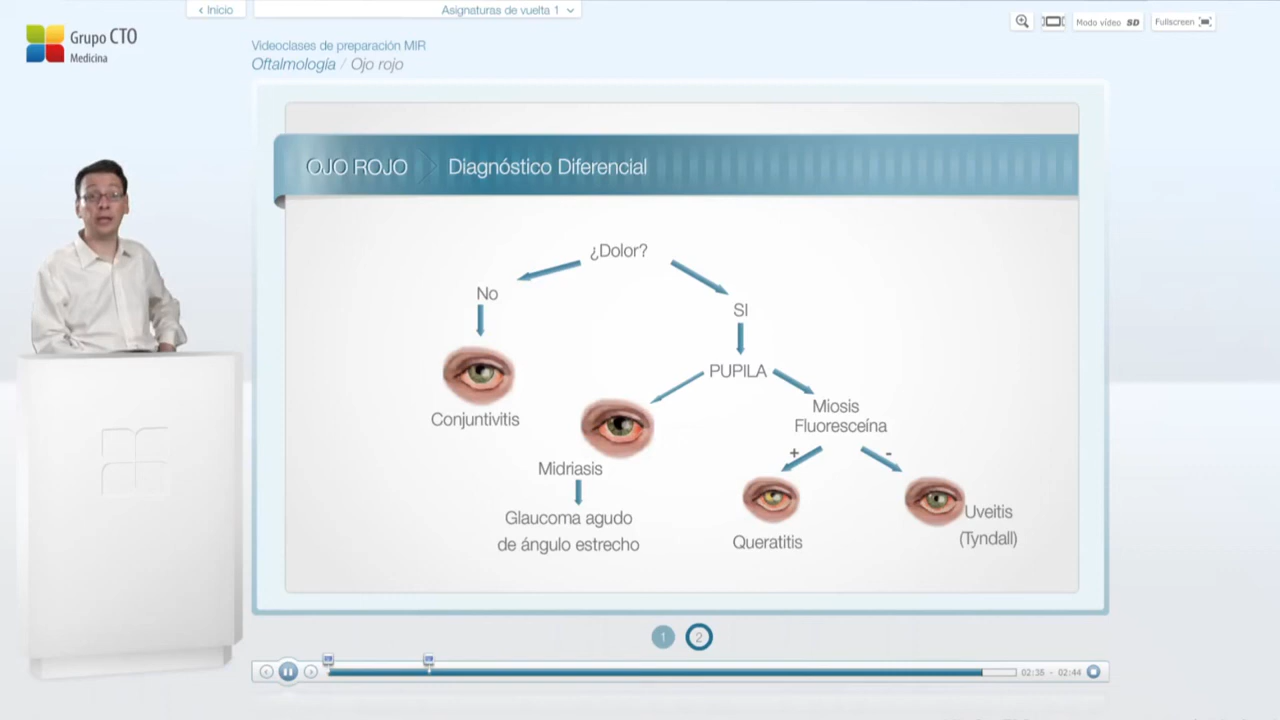 ‹ Inicio
Asignaturas de vuelta 1
Modo vídeo SD
Fullscreen
Grupo CTO
Medicina
Videoclases de preparación MIR
Oftalmología / Ojo rojo
OJO ROJO
Diagnóstico Diferencial
¿Dolor?
No
SI
PUPILA
Conjuntivitis
Miosis
Fluoresceína
+
-
Midriasis
Glaucoma agudo
de ángulo estrecho
Queratitis
Uveitis
(Tyndall)
1
2
02:36 - 02:44